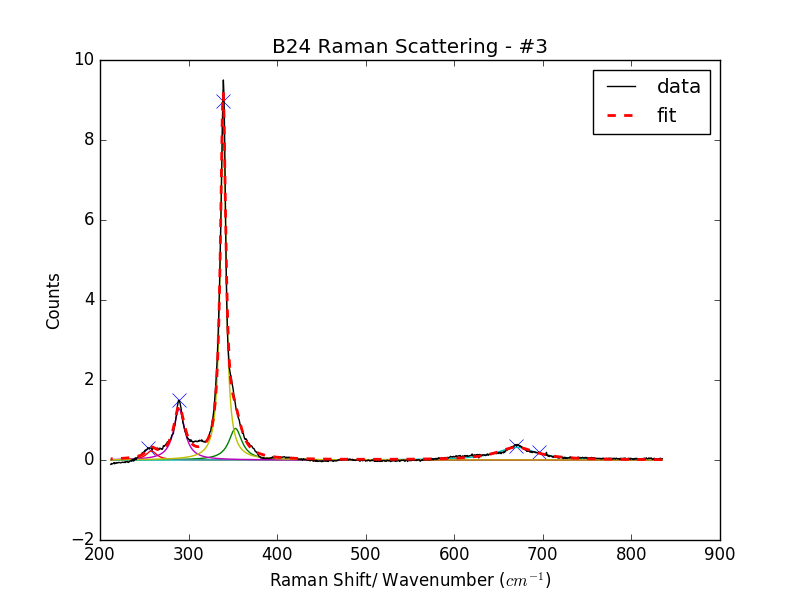 B24 Raman Scattering - #3
data
fit
Counts
10
8
6
4
2
0
−2
200 300 400 500 600 700 800 900
Raman Shift/ Wavenumber (cm⁻¹)